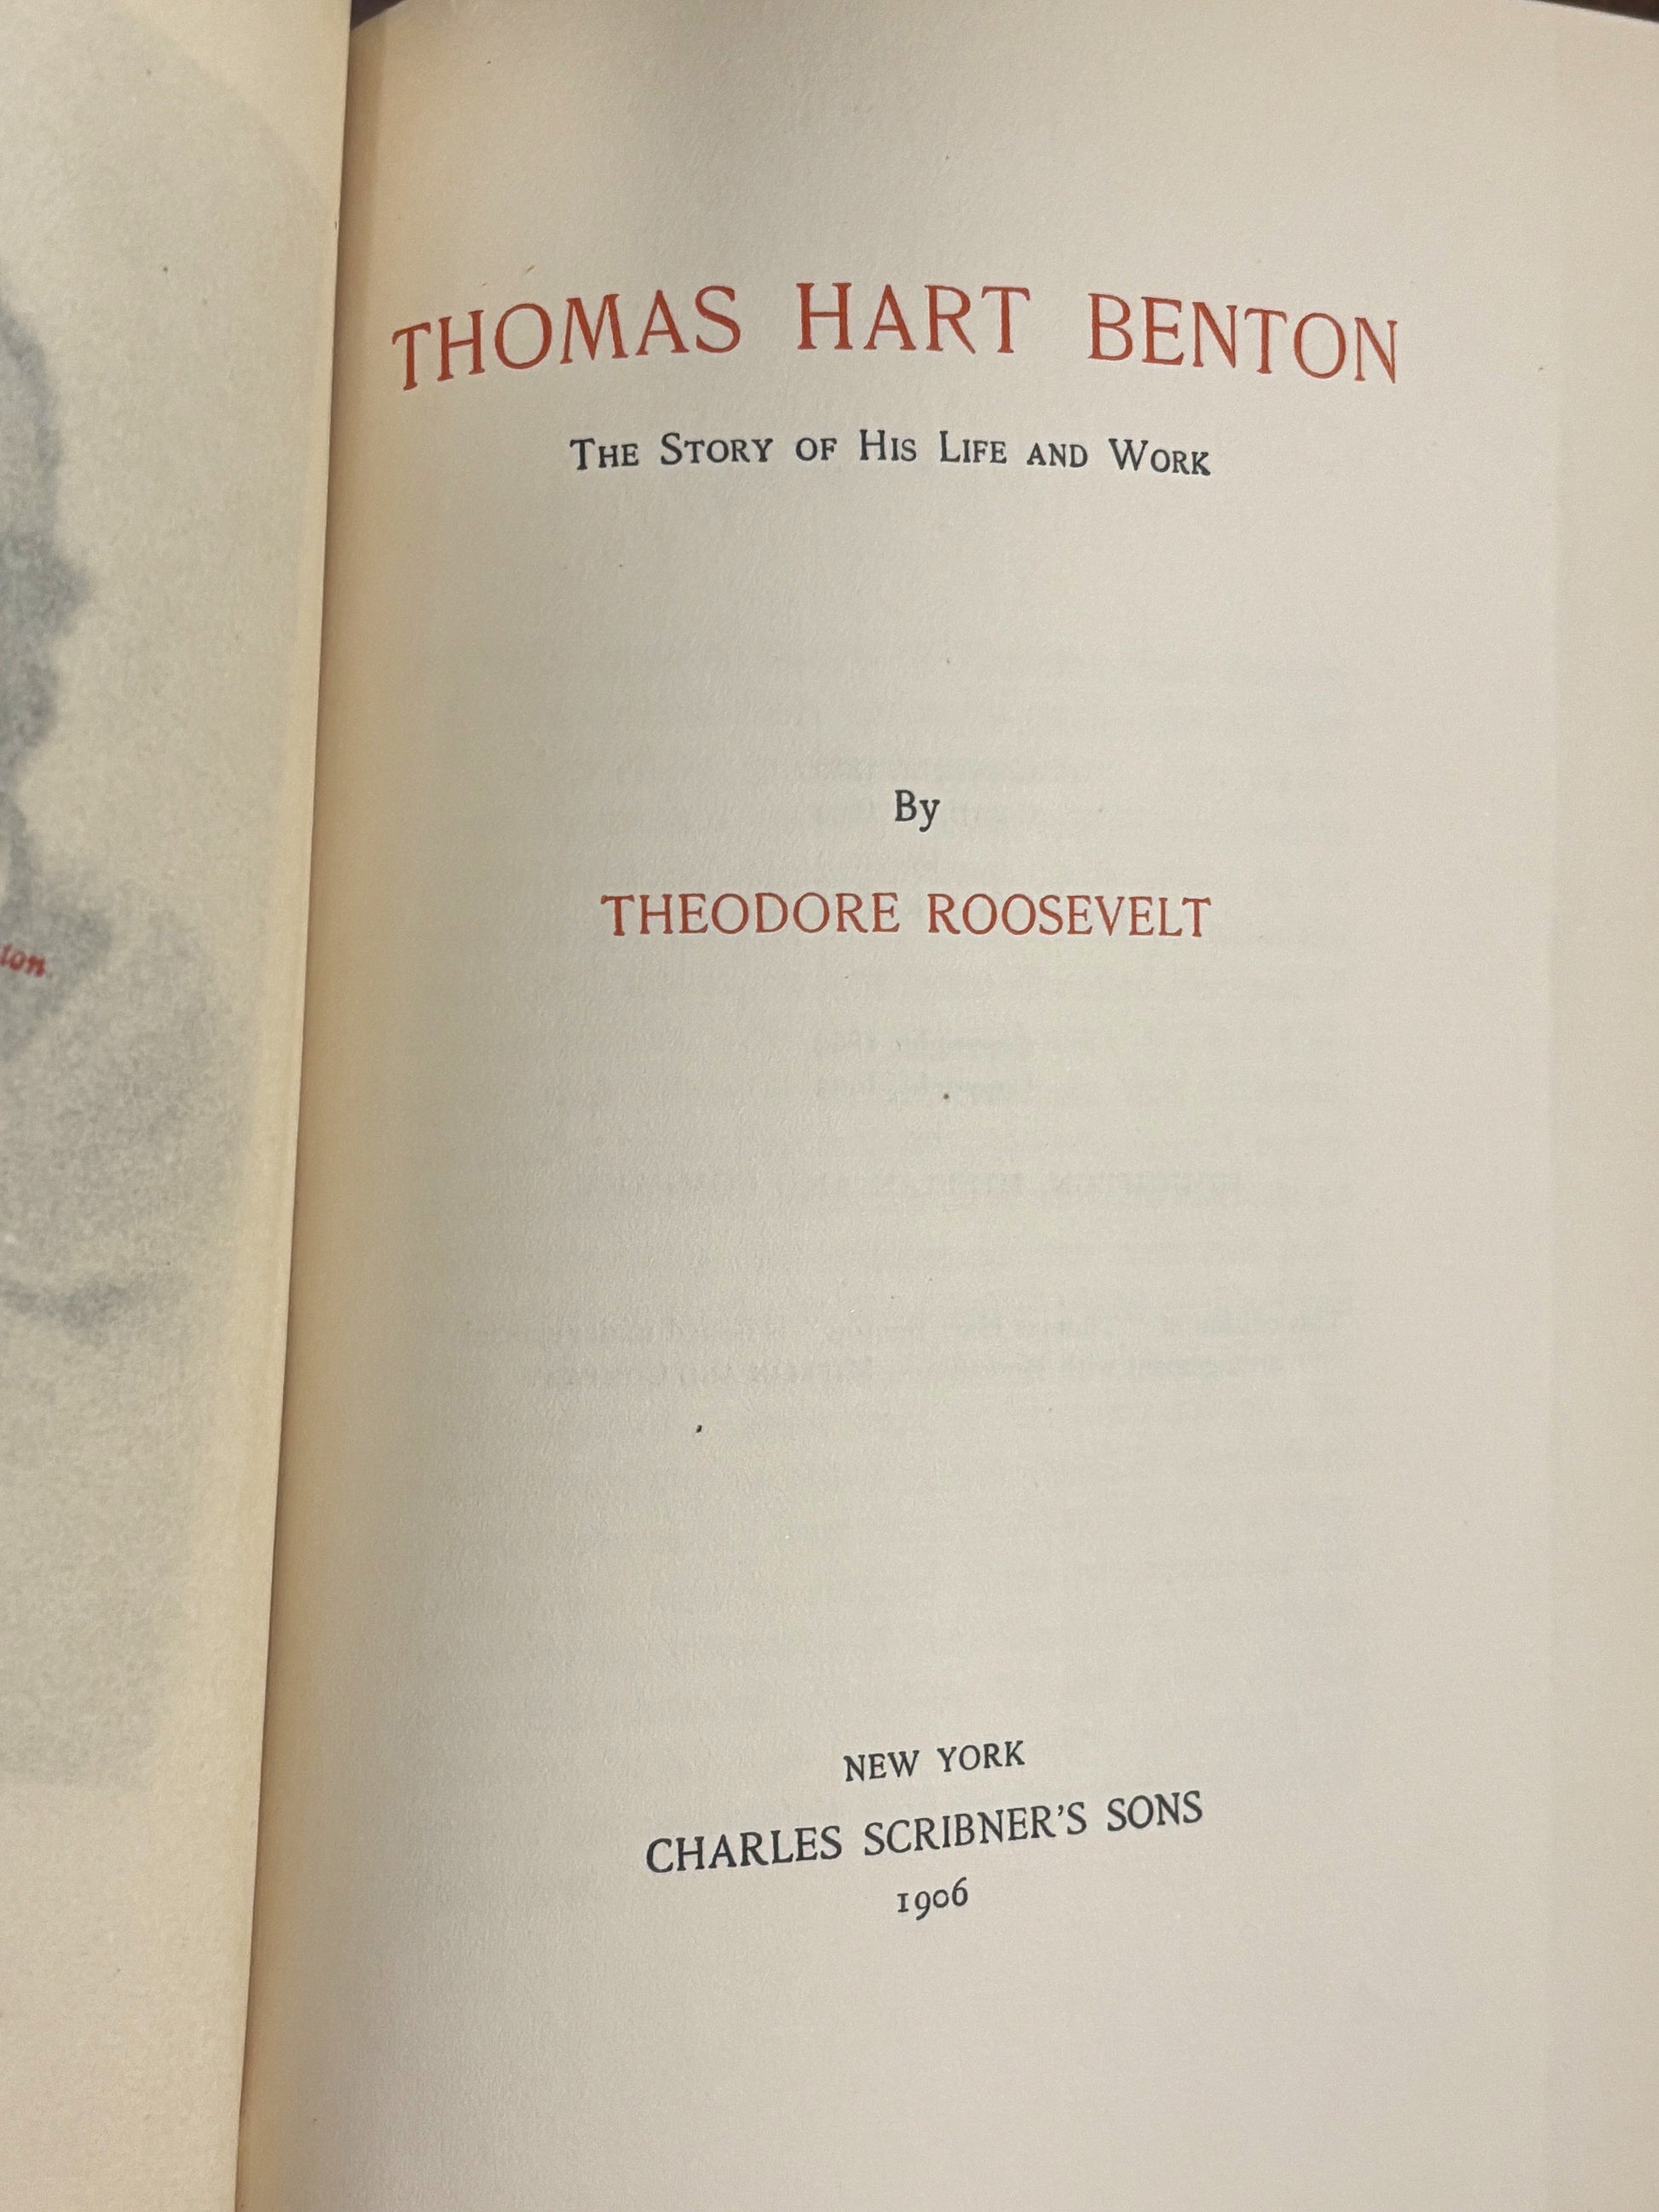 THOMAS HART BENTON
THE STORY OF HIS LIFE AND WORK
By
THEODORE ROOSEVELT
NEW YORK
CHARLES SCRIBNER'S SONS
1906